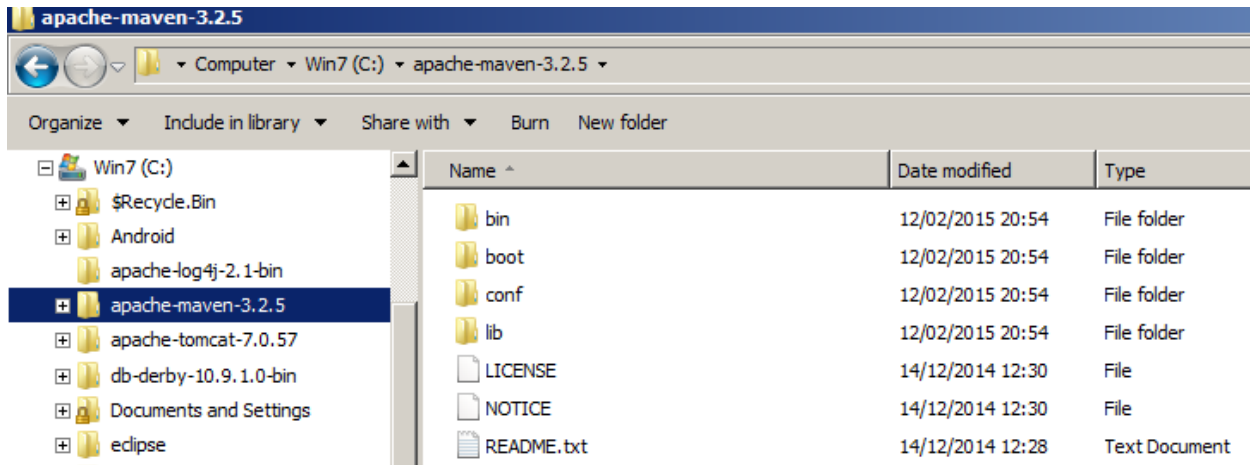 apache-maven-3.2.5
Computer Win7 (C:) apache-maven-3.2.5
Organize Include in library Share with Burn New folder
Win7 (C:)
$Recycle.Bin
Android
apache-log4j-2.1-bin
apache-maven-3.2.5
apache-tomcat-7.0.57
db-derby-10.9.1.0-bin
Documents and Settings
eclipse
Name Date modified Type
bin 12/02/2015 20:54 File folder
boot 12/02/2015 20:54 File folder
conf 12/02/2015 20:54 File folder
lib 12/02/2015 20:54 File folder
LICENSE 14/12/2014 12:30 File
NOTICE 14/12/2014 12:30 File
README.txt 14/12/2014 12:28 Text Document